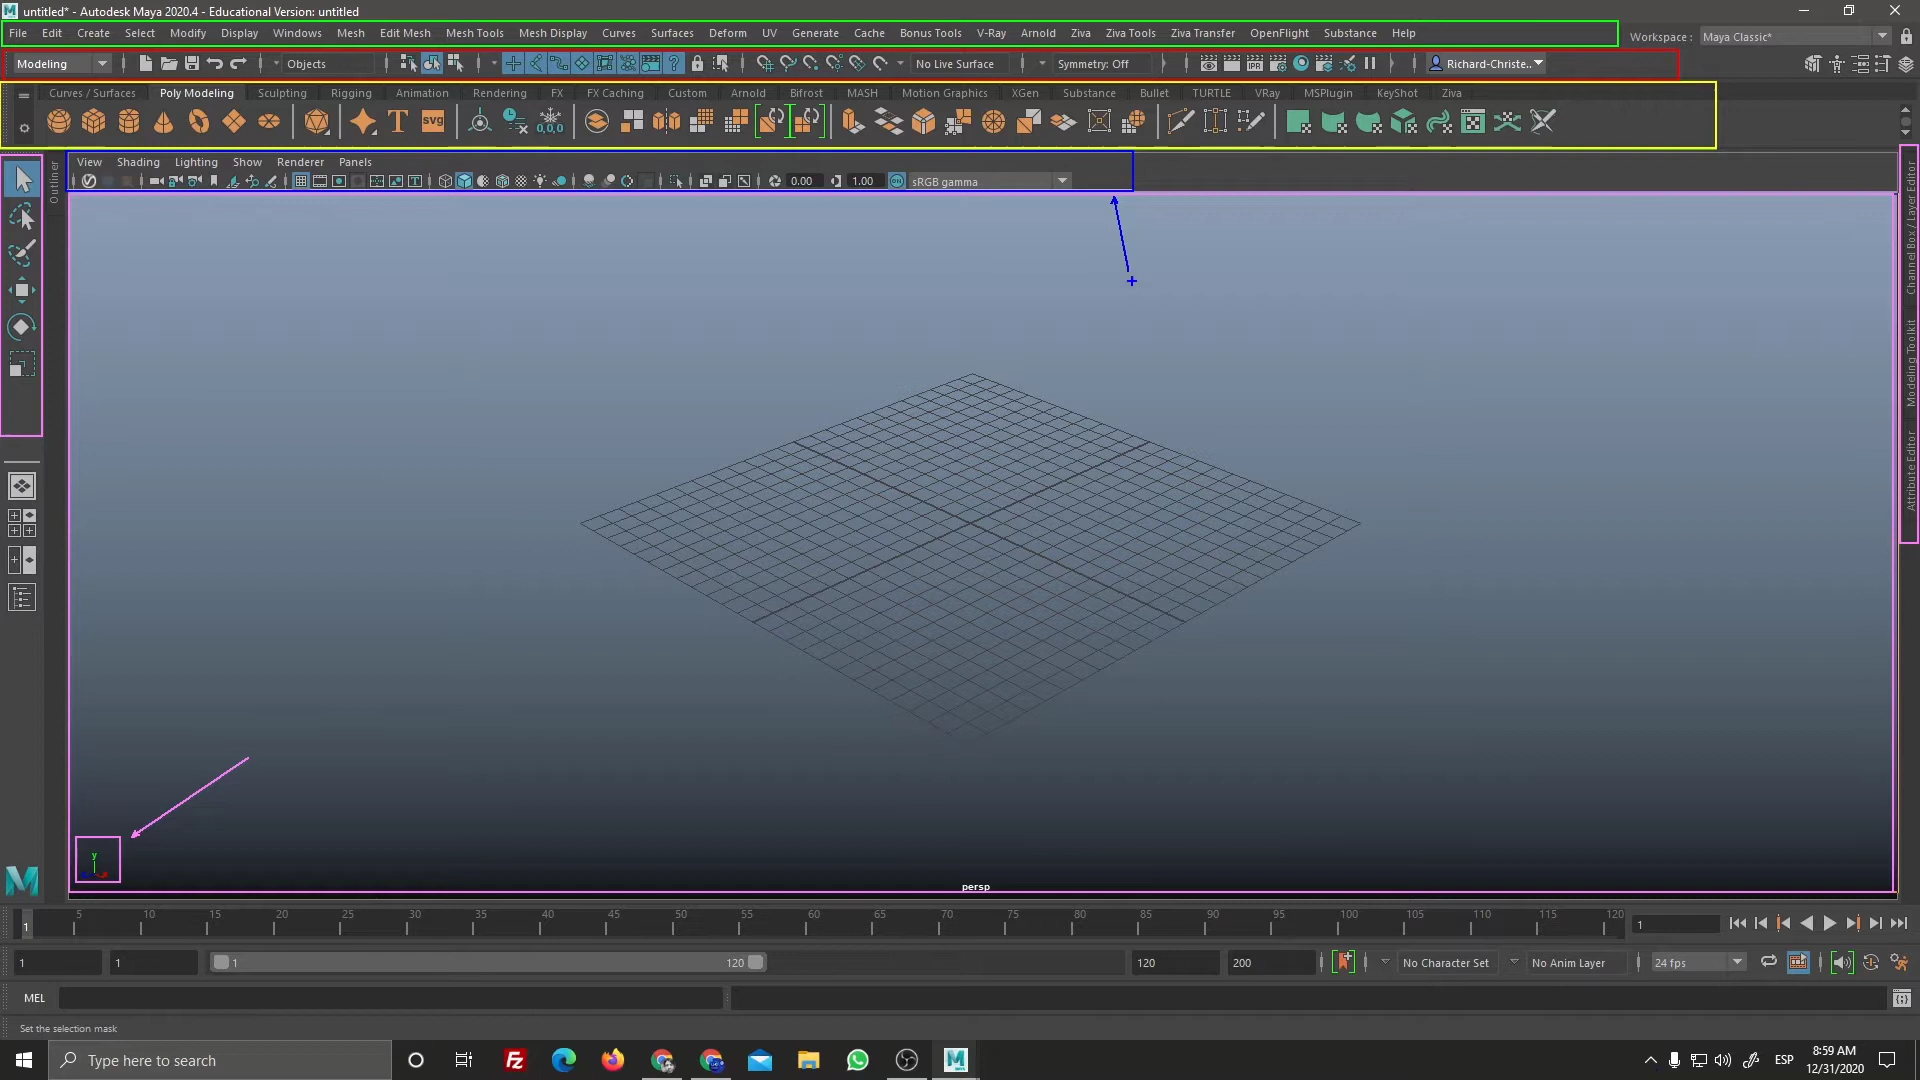 untitled* - Autodesk Maya 2020.4 - Educational Version: untitled
File Edit Create Select Modify Display Windows Mesh Edit Mesh Mesh Tools Mesh Display Curves Surfaces Deform UV Generate Cache Bonus Tools V-Ray Arnold Ziva Ziva Tools Ziva Transfer OpenFlight Substance Help
Workspace : Maya Classic*
Modeling Objects No Live Surface Symmetry: Off Richard-Christe..
Curves / Surfaces Poly Modeling Sculpting Rigging Animation Rendering FX FX Caching Custom Arnold Bifrost MASH Motion Graphics XGen Substance Bullet TURTLE VRay MSPlugin KeyShot Ziva
T svg 0,0,0
View Shading Lighting Show Renderer Panels
0.00 1.00 ON sRGB gamma
Outliner
Channel Box / Layer Editor
Modeling Toolkit
Attribute Editor
y
persp
M
1 5 10 15 20 25 30 35 40 45 50 55 60 65 70 75 80 85 90 95 100 105 110 115 120 1
1 1 1 120 120 200 No Character Set No Anim Layer 24 fps
MEL
Set the selection mask
Type here to search
ESP
8:59 AM
12/31/2020